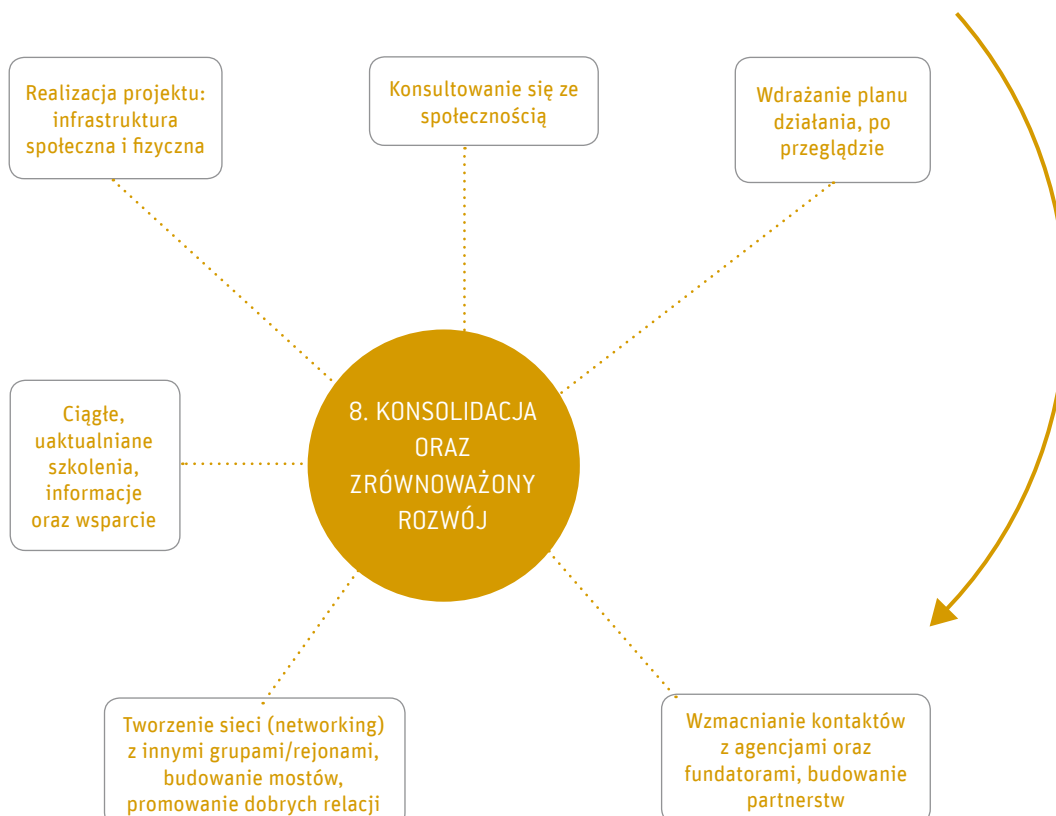 Realizacja projektu:
infrastruktura
społeczna i fizyczna
Konsultowanie się ze
społecznością
Wdrażanie planu
działania, po
przeglądzie
Ciągłe,
uaktualniane
szkolenia,
informacje
oraz wsparcie
8. KONSOLIDACJA
ORAZ
ZRÓWNOWAŻONY
ROZWÓJ
Tworzenie sieci (networking)
z innymi grupami/rejonami,
budowanie mostów,
promowanie dobrych relacji
Wzmacnianie kontaktów
z agencjami oraz
fundatorami, budowanie
partnerstw